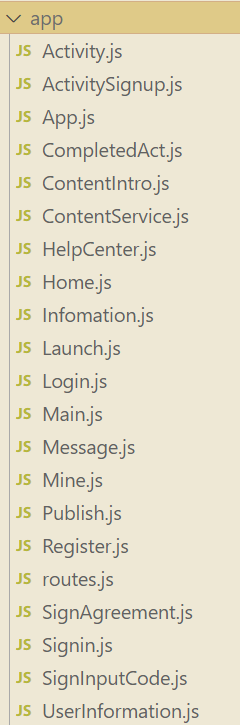 app
JS Activity.js
JS ActivitySignup.js
JS App.js
JS CompletedAct.js
JS ContentIntro.js
JS ContentService.js
JS HelpCenter.js
JS Home.js
JS Infomation.js
JS Launch.js
JS Login.js
JS Main.js
JS Message.js
JS Mine.js
JS Publish.js
JS Register.js
JS routes.js
JS SignAgreement.js
JS Signin.js
JS SignInputCode.js
JS UserInformation.js